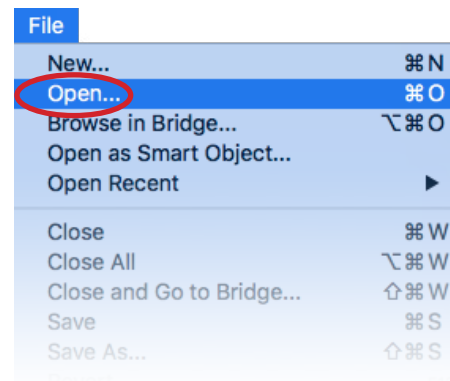 File
New... ⌘N
Open... ⌘O
Browse in Bridge... ⌥⌘O
Open as Smart Object...
Open Recent ▶
Close ⌘W
Close All ⌥⌘W
Close and Go to Bridge... ⇧⌘W
Save ⌘S
Save As... ⇧⌘S